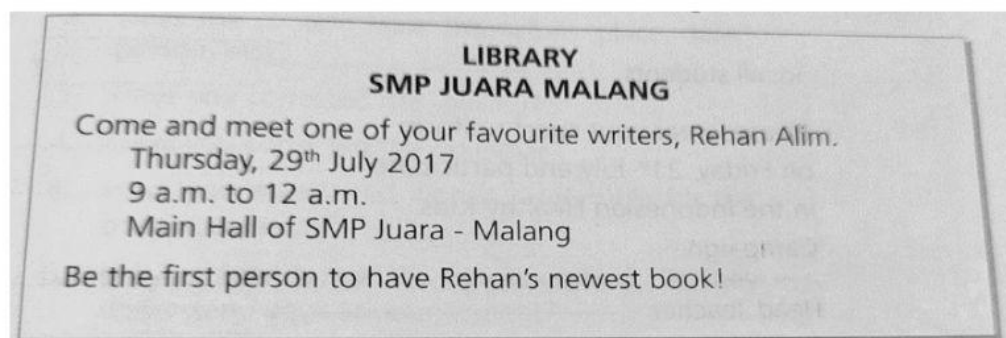 LIBRARY
SMP JUARA MALANG
Come and meet one of your favourite writers, Rehan Alim.
Thursday, 29th July 2017
9 a.m. to 12 a.m.
Main Hall of SMP Juara - Malang
Be the first person to have Rehan's newest book!